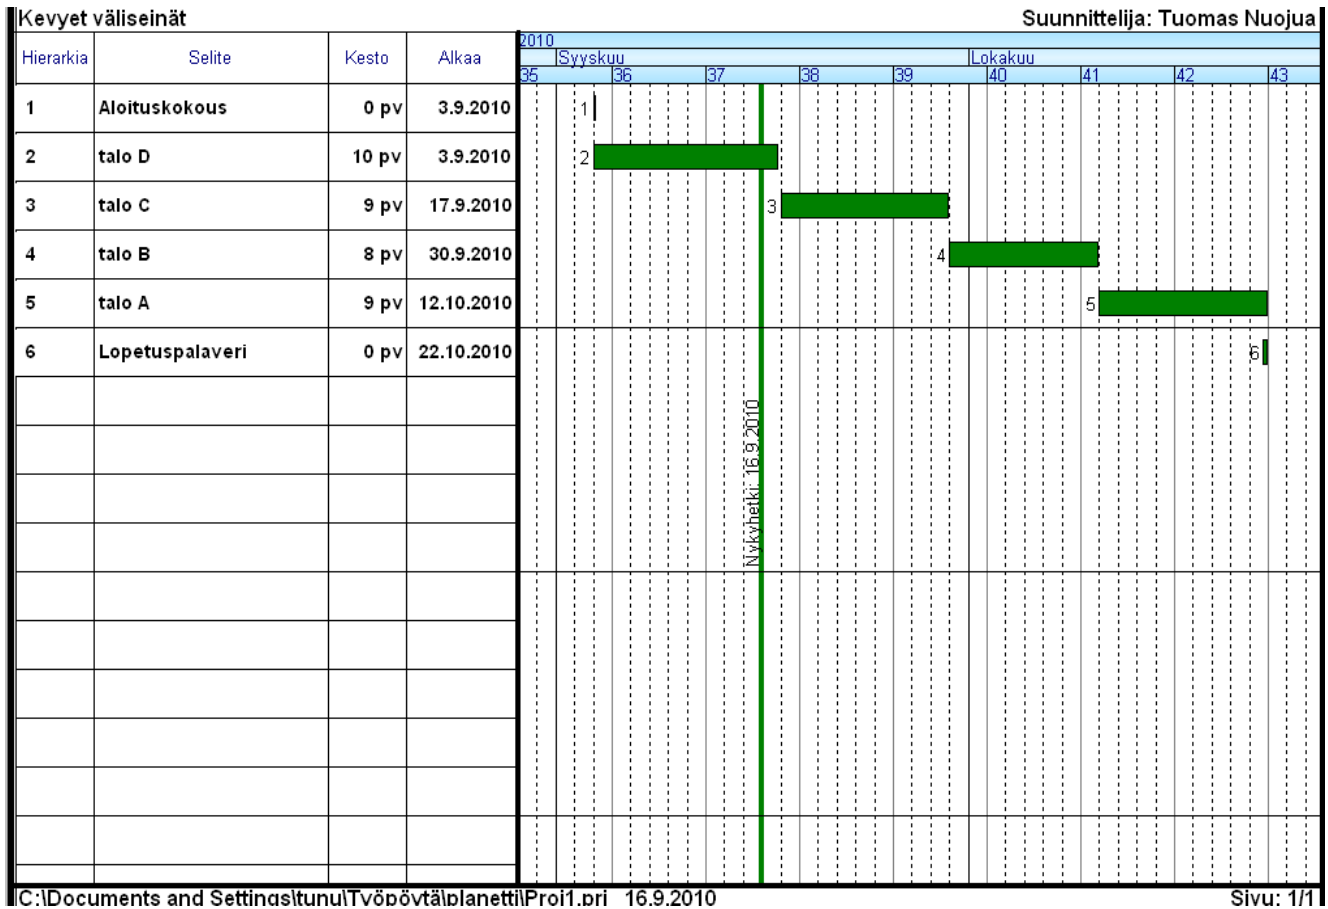 Kevyet väliseinät Suunnittelija: Tuomas Nuojua
2010
Hierarkia Selite Kesto Alkaa
Syyskuu Lokakuu
35 36 37 38 39 40 41 42 43
1 Aloituskokous 0 pv 3.9.2010 1
2 talo D 10 pv 3.9.2010 2
3 talo C 9 pv 17.9.2010 3
4 talo B 8 pv 30.9.2010 4
5 talo A 9 pv 12.10.2010 5
6 Lopetuspalaveri 0 pv 22.10.2010 6
Nykyhetki: 16.9.2010
C:\Documents and Settings\tunu\Työpöytä\planetti\Proj1.prj 16.9.2010 Sivu: 1/1